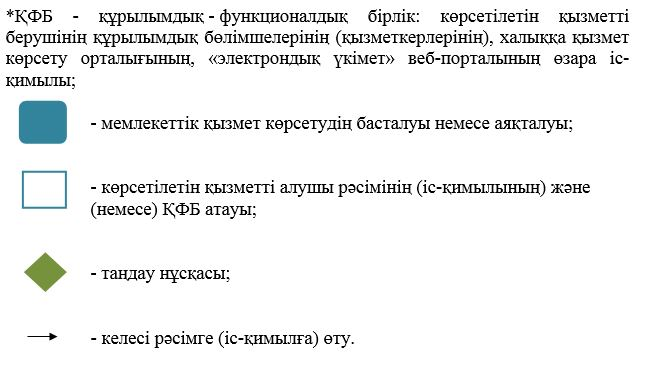 *ҚФБ - құрылымдық - функционалдық бірлік: көрсетілетін қызметті
берушінің құрылымдық бөлімшелерінің (қызметкерлерінің), халыққа қызмет
көрсету орталығының, «электрондық үкімет» веб-порталының өзара іс-
қимылы;
- мемлекеттік қызмет көрсетудің басталуы немесе аяқталуы;
- көрсетілетін қызметті алушы рәсімінің (іс-қимылының) және
(немесе) ҚФБ атауы;
- таңдау нұсқасы;
- келесі рәсімге (іс-қимылға) өту.